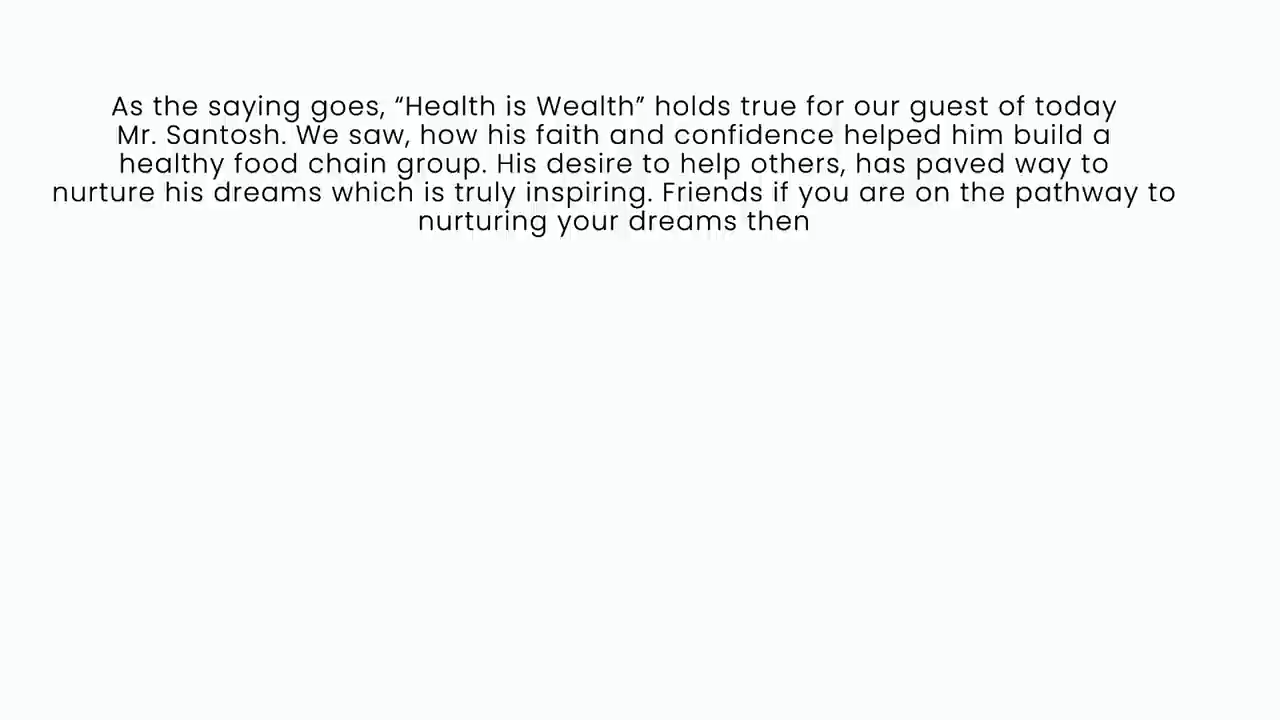 As the saying goes, “Health is Wealth” holds true for our guest of today
Mr. Santosh. We saw, how his faith and confidence helped him build a
healthy food chain group. His desire to help others, has paved way to
nurture his dreams which is truly inspiring. Friends if you are on the pathway to
nurturing your dreams then